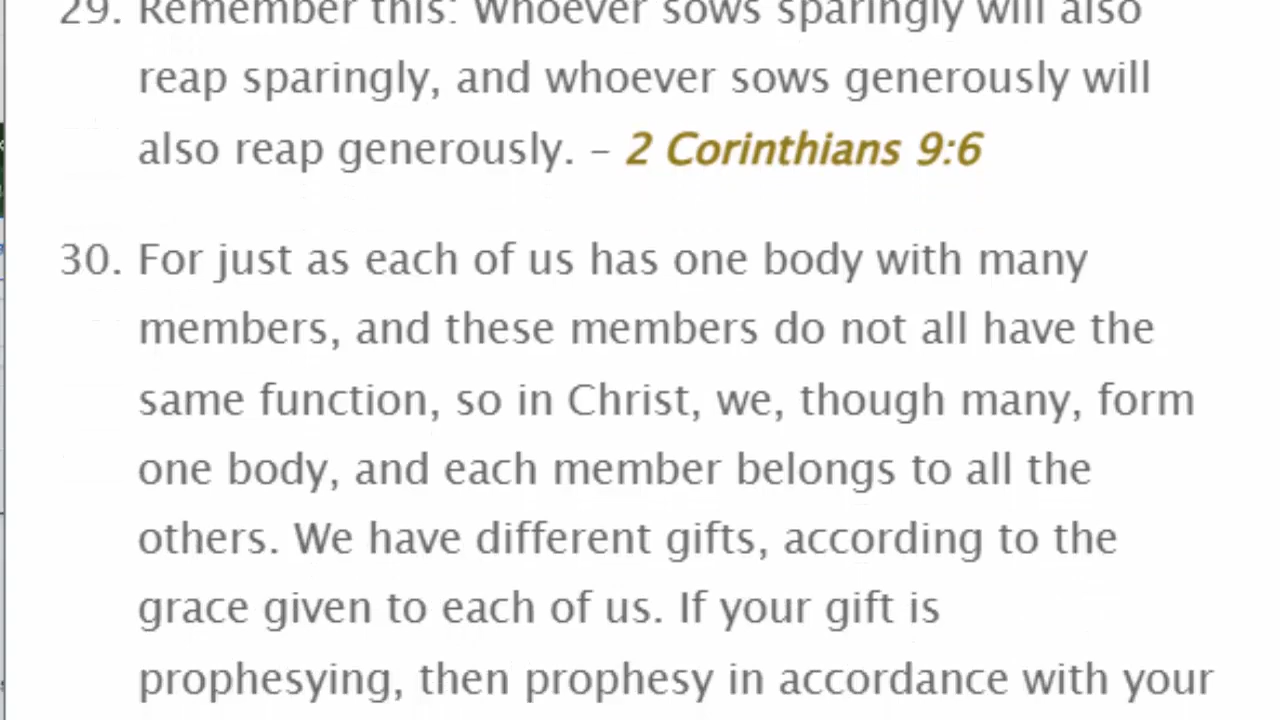 29. Remember this: Whoever sows sparingly will also
reap sparingly, and whoever sows generously will
also reap generously. – 2 Corinthians 9:6
30. For just as each of us has one body with many
members, and these members do not all have the
same function, so in Christ, we, though many, form
one body, and each member belongs to all the
others. We have different gifts, according to the
grace given to each of us. If your gift is
prophesying, then prophesy in accordance with your